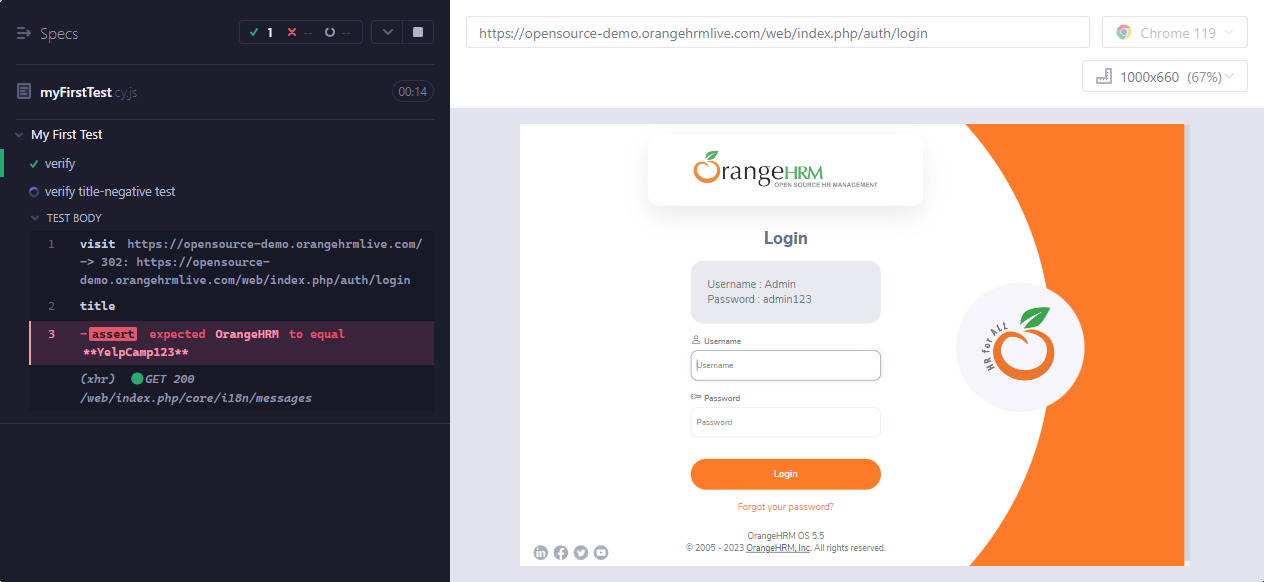 Specs
1 -- --
myFirstTest.cy.js 00:14
My First Test
verify
verify title-negative test
TEST BODY
1 visit https://opensource-demo.orangehrmlive.com/
-> 302: https://opensource-
demo.orangehrmlive.com/web/index.php/auth/login
2 title
3 -assert expected OrangeHRM to equal
**YelpCamp123**
(xhr) GET 200
/web/index.php/core/i18n/messages
https://opensource-demo.orangehrmlive.com/web/index.php/auth/login
Chrome 119
1000x660 (67%)
OrangeHRM
OPEN SOURCE HR MANAGEMENT
Login
Username : Admin
Password : admin123
Username
Username
Password
Password
Login
Forgot your password?
OrangeHRM OS 5.5
© 2005 - 2023 OrangeHRM, Inc. All rights reserved.
HR for ALL